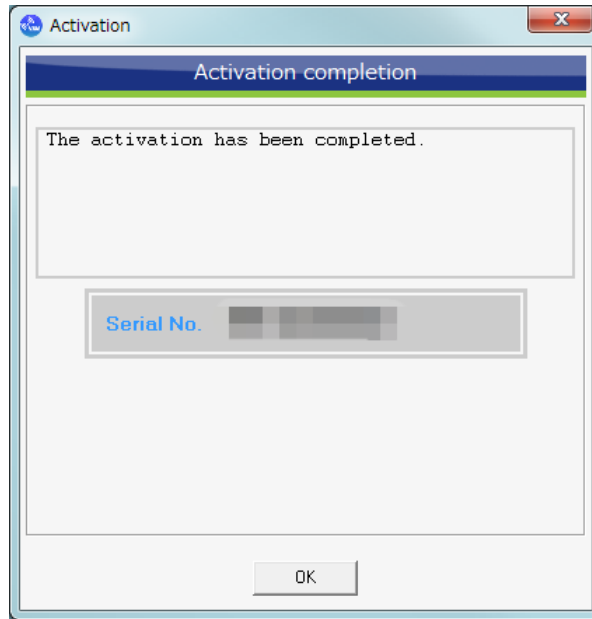 Activation
Activation completion
The activation has been completed.
Serial No.
OK